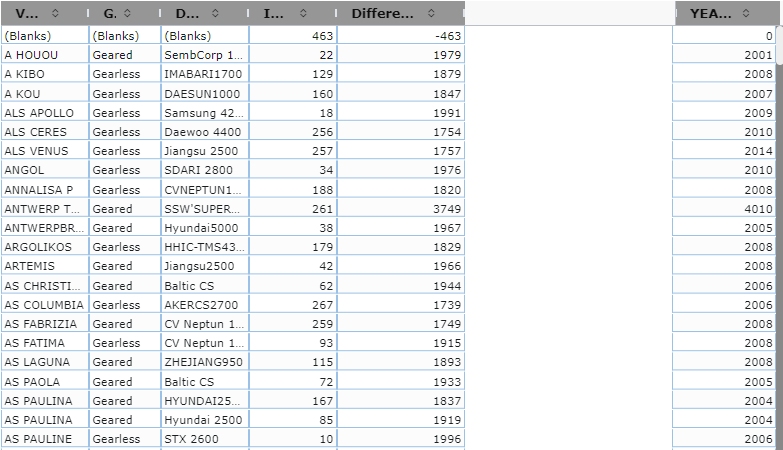 V... G. D... I... Differe... YEA...
(Blanks) (Blanks) (Blanks) 463 -463 0
A HOUOU Geared SembCorp 1... 22 1979 2001
A KIBO Gearless IMABARI1700 129 1879 2008
A KOU Gearless DAESUN1000 160 1847 2007
ALS APOLLO Gearless Samsung 42... 18 1991 2009
ALS CERES Gearless Daewoo 4400 256 1754 2010
ALS VENUS Gearless Jiangsu 2500 257 1757 2014
ANGOL Gearless SDARI 2800 34 1976 2010
ANNALISA P Gearless CVNEPTUN1... 188 1820 2008
ANTWERP T... Geared SSW'SUPER... 261 3749 4010
ANTWERPBR... Geared Hyundai5000 38 1967 2005
ARGOLIKOS Gearless HHIC-TMS43... 179 1829 2008
ARTEMIS Geared Jiangsu2500 42 1966 2008
AS CHRISTI... Geared Baltic CS 62 1944 2006
AS COLUMBIA Gearless AKERCS2700 267 1739 2006
AS FABRIZIA Geared CV Neptun 1... 259 1749 2008
AS FATIMA Gearless CV Neptun 1... 93 1915 2008
AS LAGUNA Geared ZHEJIANG950 115 1893 2008
AS PAOLA Geared Baltic CS 72 1933 2005
AS PAULINA Geared HYUNDAI25... 167 1837 2004
AS PAULINA Geared Hyundai 2500 85 1919 2004
AS PAULINE Gearless STX 2600 10 1996 2006